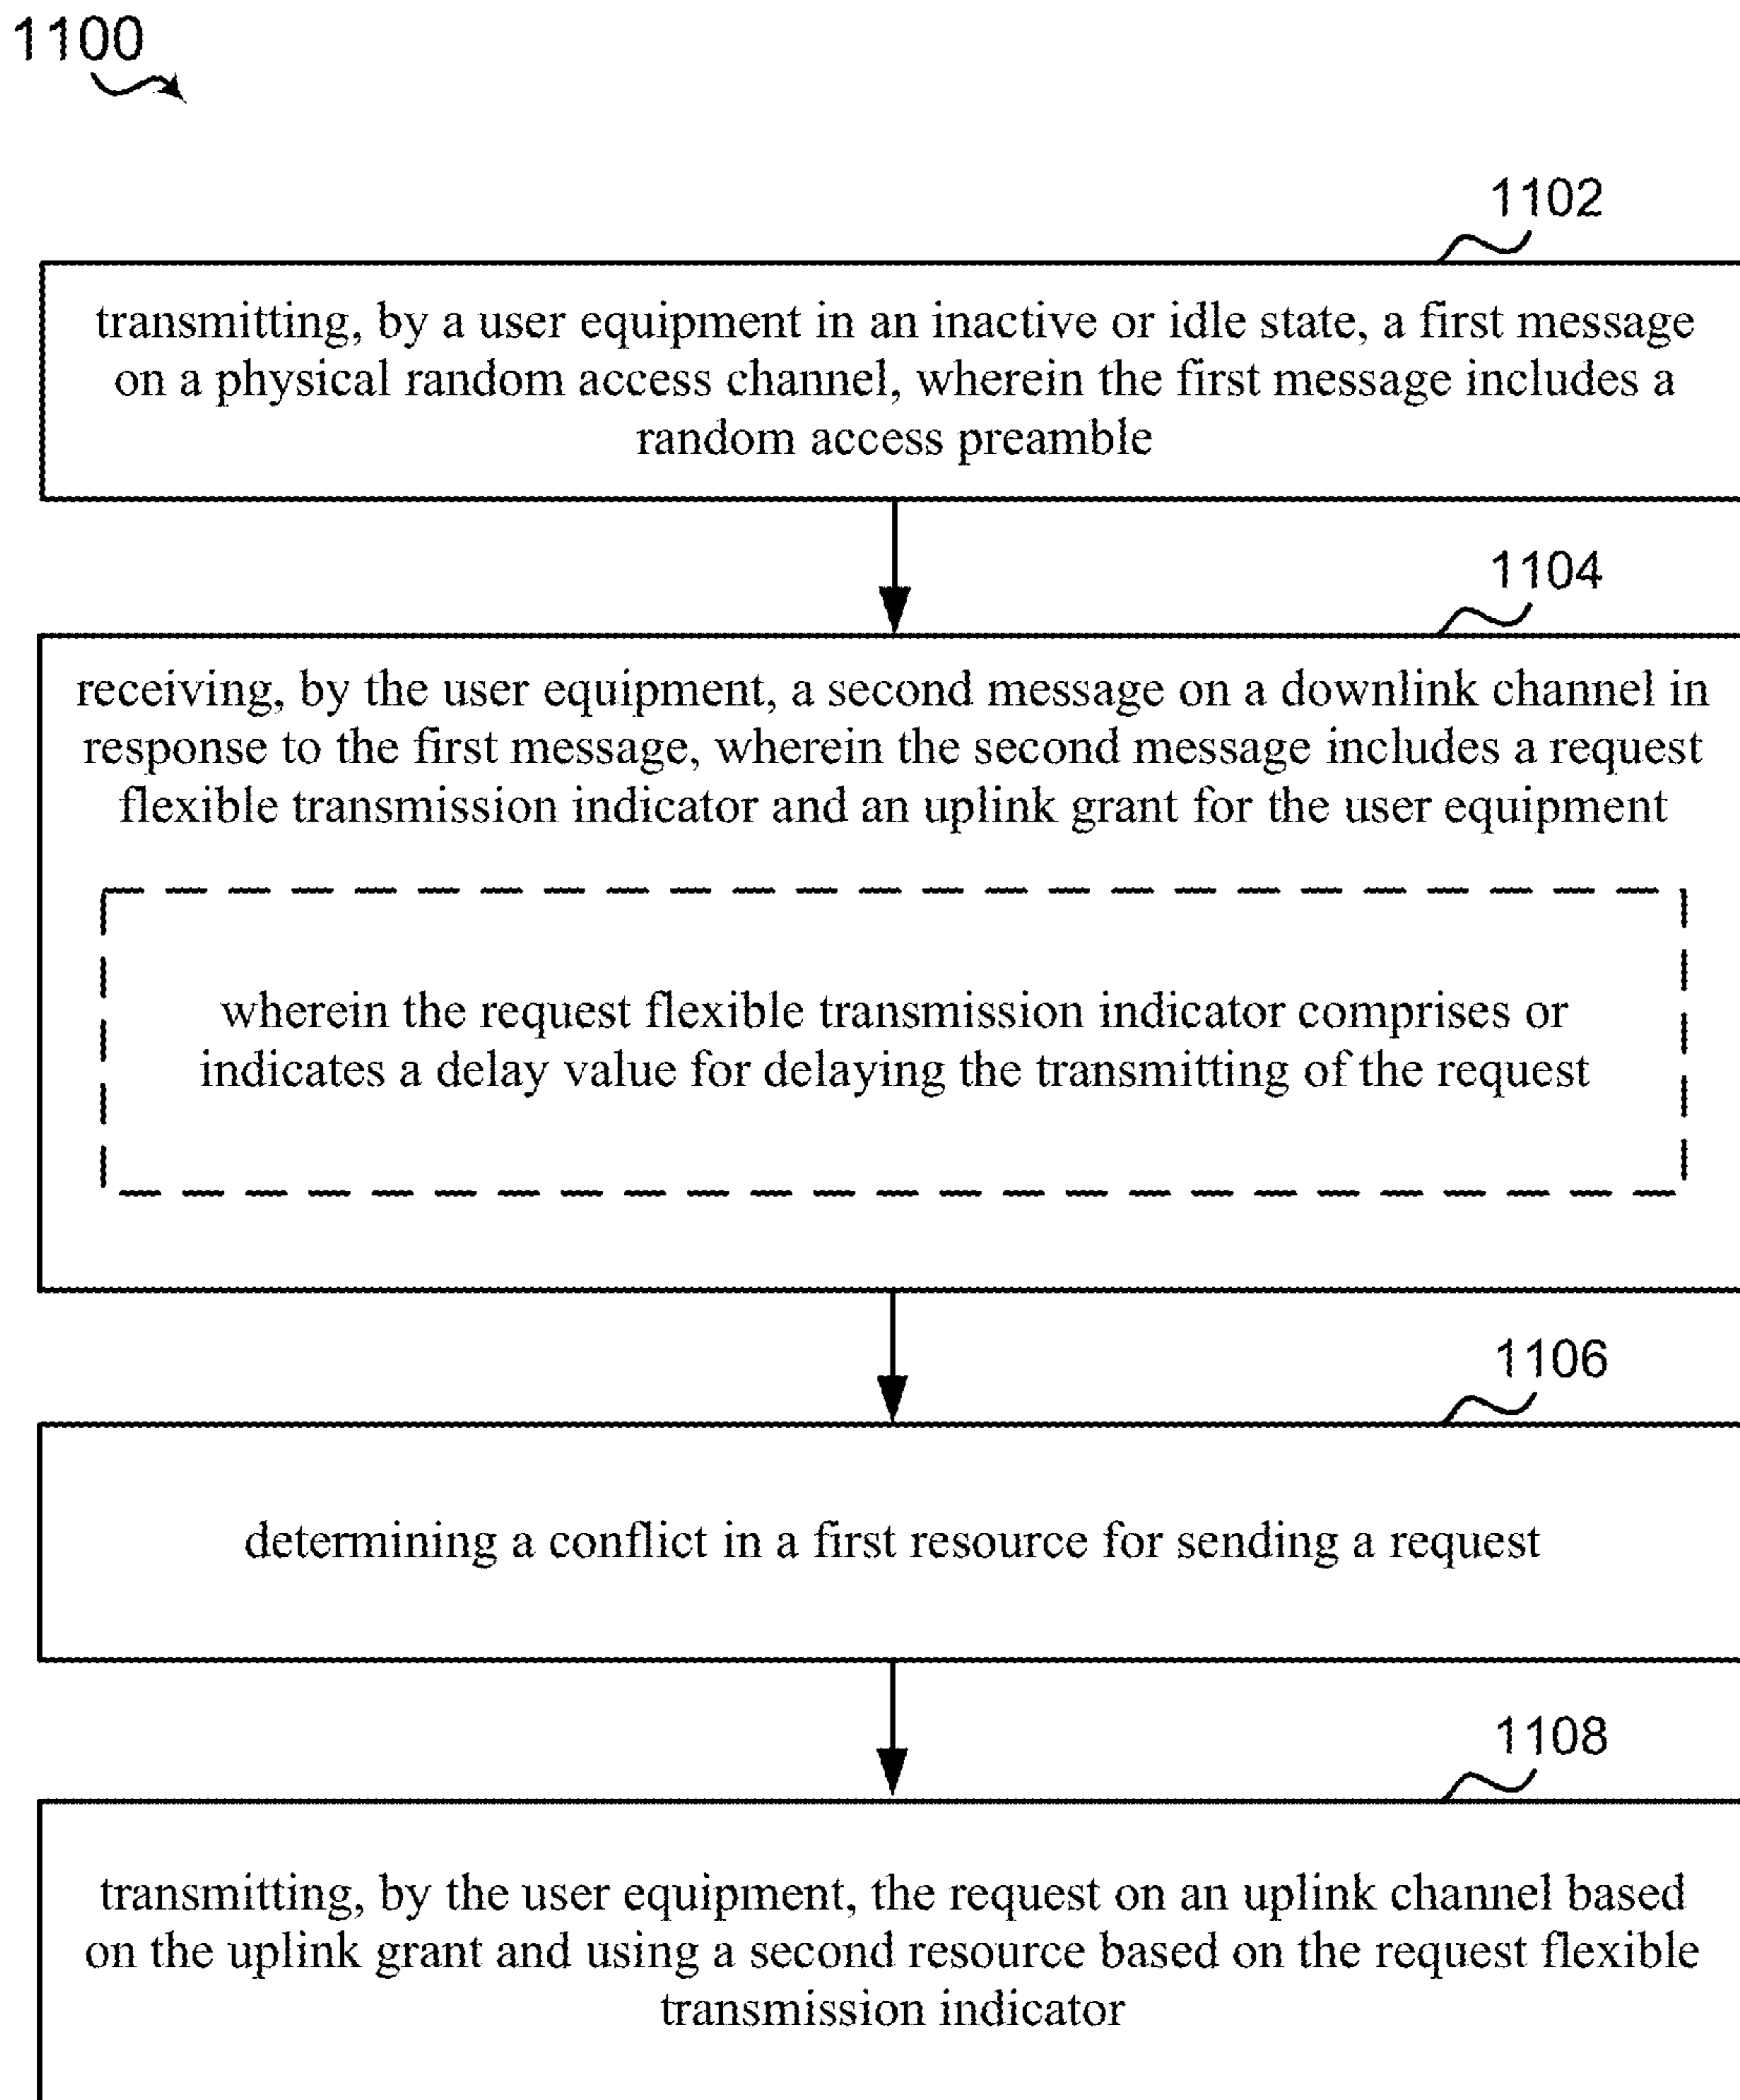 1100
1102
transmitting, by a user equipment in an inactive or idle state, a first message
on a physical random access channel, wherein the first message includes a
random access preamble
1104
receiving, by the user equipment, a second message on a downlink channel in
response to the first message, wherein the second message includes a request
flexible transmission indicator and an uplink grant for the user equipment
wherein the request flexible transmission indicator comprises or
indicates a delay value for delaying the transmitting of the request
1106
determining a conflict in a first resource for sending a request
1108
transmitting, by the user equipment, the request on an uplink channel based
on the uplink grant and using a second resource based on the request flexible
transmission indicator